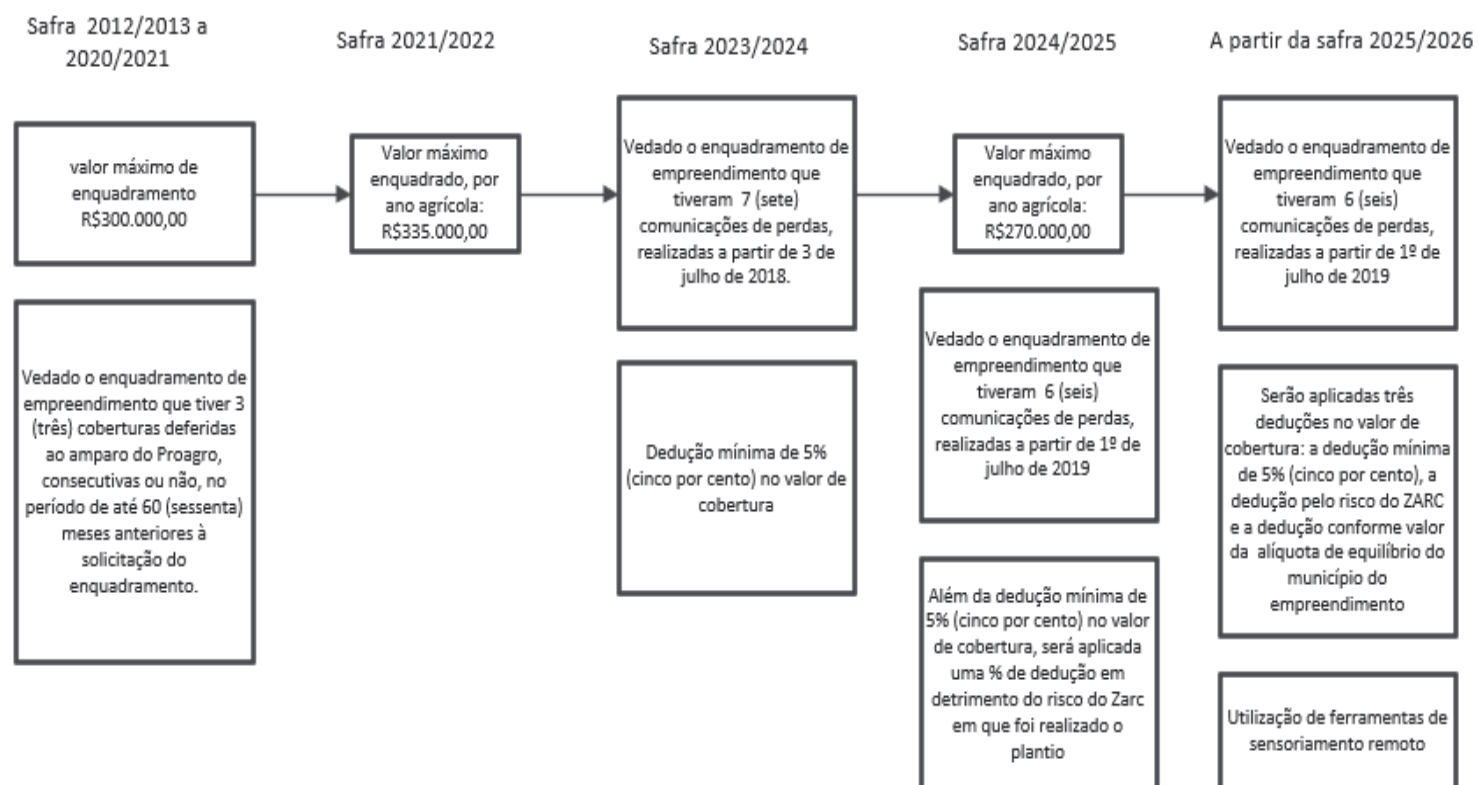 Safra 2012/2013 a
2020/2021
Safra 2021/2022
Safra 2023/2024
Safra 2024/2025
A partir da safra 2025/2026
valor máximo de
enquadramento
R$300.000,00
Vedado o enquadramento de
empreendimento que tiver 3
(três) coberturas deferidas
ao amparo do Proagro,
consecutivas ou não, no
período de até 60 (sessenta)
meses anteriores à
solicitação do
enquadramento.
Valor máximo
enquadrado, por
ano agrícola:
R$335.000,00
Vedado o enquadramento de
empreendimento que
tiveram 7 (sete)
comunicações de perdas,
realizadas a partir de 3 de
julho de 2018.
Dedução mínima de 5%
(cinco por cento) no valor de
cobertura
Valor máximo
enquadrado, por
ano agrícola:
R$270.000,00
Vedado o enquadramento de
empreendimento que
tiveram 6 (seis)
comunicações de perdas,
realizadas a partir de 1º de
julho de 2019
Além da dedução mínima de
5% (cinco por cento) no valor
de cobertura, será aplicada
uma % de dedução em
detrimento do risco do Zarc
em que foi realizado o
plantio
Vedado o enquadramento de
empreendimento que
tiveram 6 (seis)
comunicações de perdas,
realizadas a partir de 1º de
julho de 2019
Serão aplicadas três
deduções no valor de
cobertura: a dedução mínima
de 5% (cinco por cento), a
dedução pelo risco do ZARC
e a dedução conforme valor
da alíquota de equilíbrio do
município do
empreendimento
Utilização de ferramentas de
sensoriamento remoto